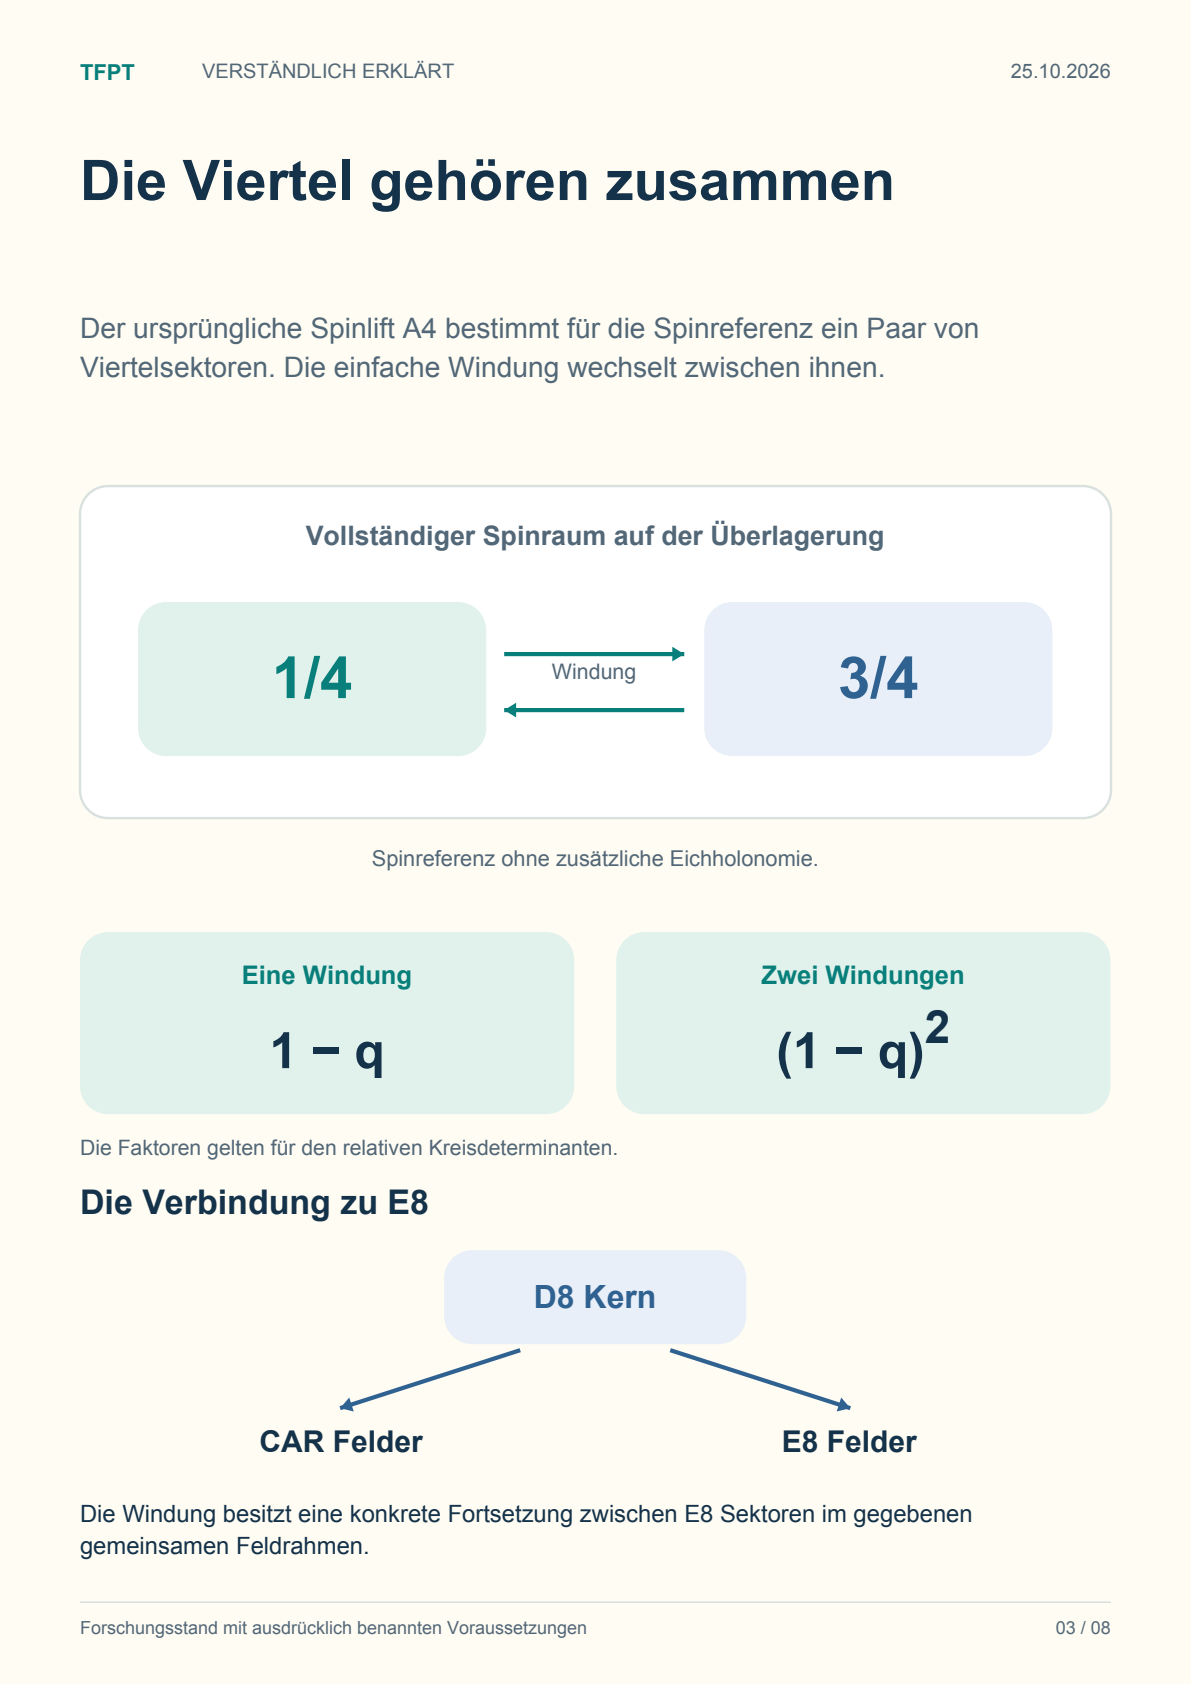 TFPT VERSTÄNDLICH ERKLÄRT 25.10.2026
Die Viertel gehören zusammen
Der ursprüngliche Spinlift A4 bestimmt für die Spinreferenz ein Paar von
Viertelsektoren. Die einfache Windung wechselt zwischen ihnen.
Vollständiger Spinraum auf der Überlagerung
1/4 Windung 3/4
Spinreferenz ohne zusätzliche Eichholonomie.
Eine Windung Zwei Windungen
1 − q (1 − q)²
Die Faktoren gelten für den relativen Kreisdeterminanten.
Die Verbindung zu E8
D8 Kern
CAR Felder E8 Felder
Die Windung besitzt eine konkrete Fortsetzung zwischen E8 Sektoren im gegebenen
gemeinsamen Feldrahmen.
Forschungsstand mit ausdrücklich benannten Voraussetzungen 03 / 08